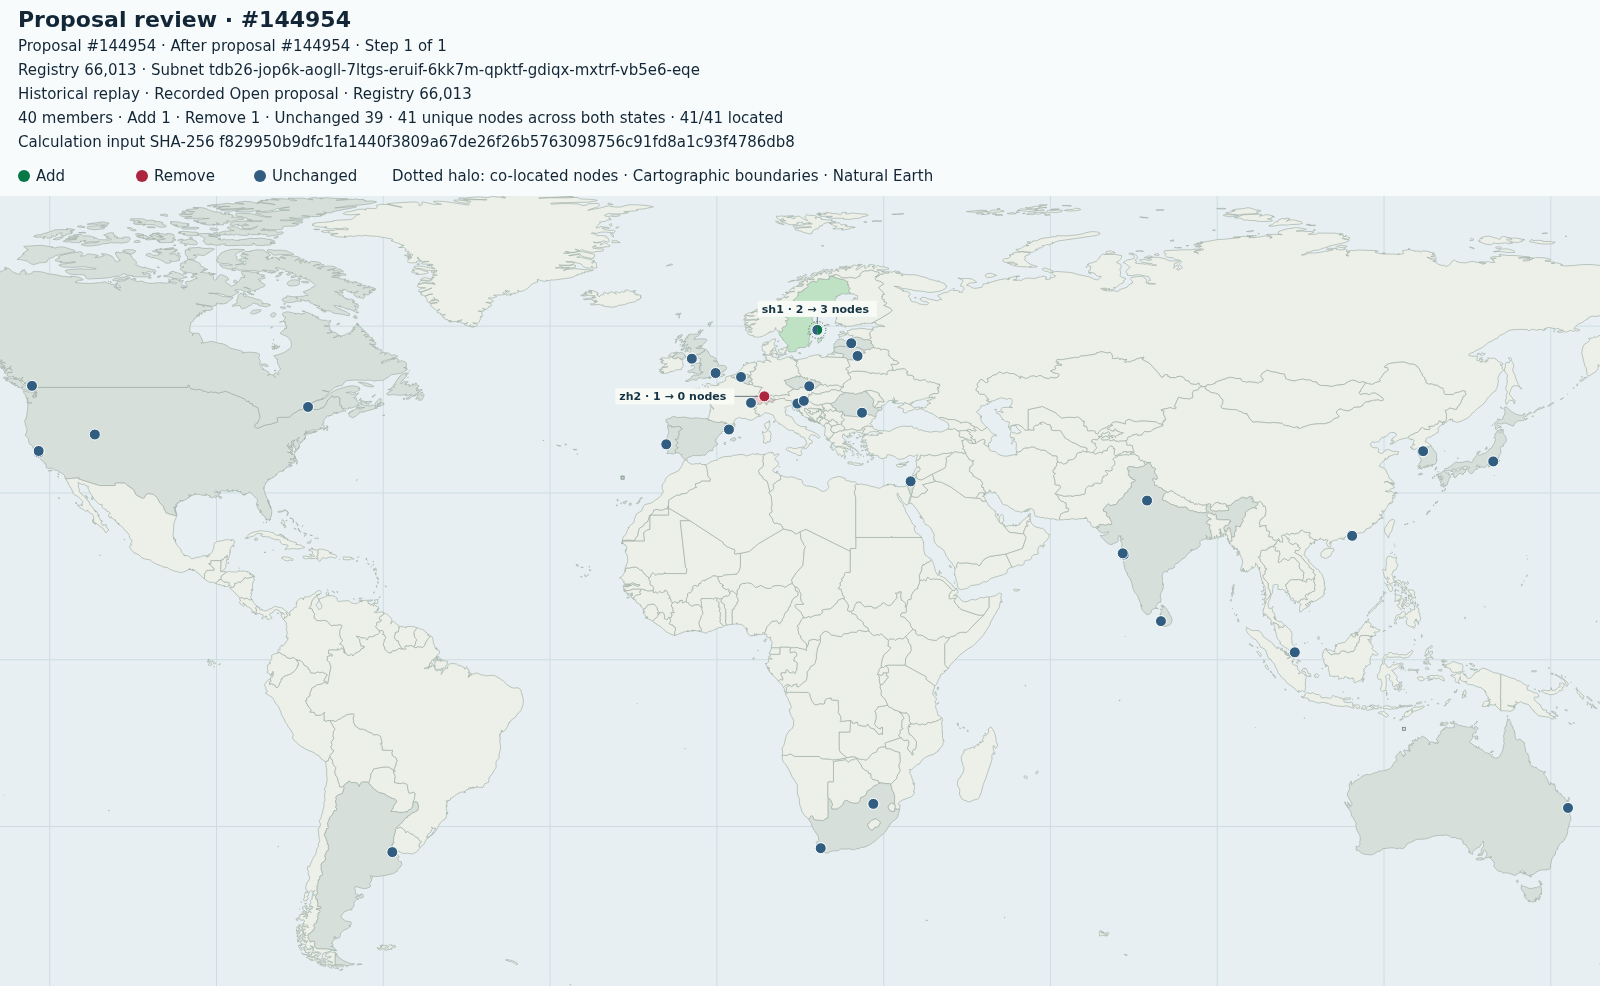 Proposal review · #144954
Proposal #144954 · After proposal #144954 · Step 1 of 1
Registry 66,013 · Subnet tdb26-jop6k-aogll-7ltgs-eruif-6kk7m-qpktf-gdiqx-mxtrf-vb5e6-eqe
Historical replay · Recorded Open proposal · Registry 66,013
40 members · Add 1 · Remove 1 · Unchanged 39 · 41 unique nodes across both states · 41/41 located
Calculation input SHA-256 f829950b9dfc1fa1440f3809a67de26f26b5763098756c91fd8a1c93f4786db8
Add Remove Unchanged Dotted halo: co-located nodes · Cartographic boundaries · Natural Earth
sh1 · 2 → 3 nodes
zh2 · 1 → 0 nodes